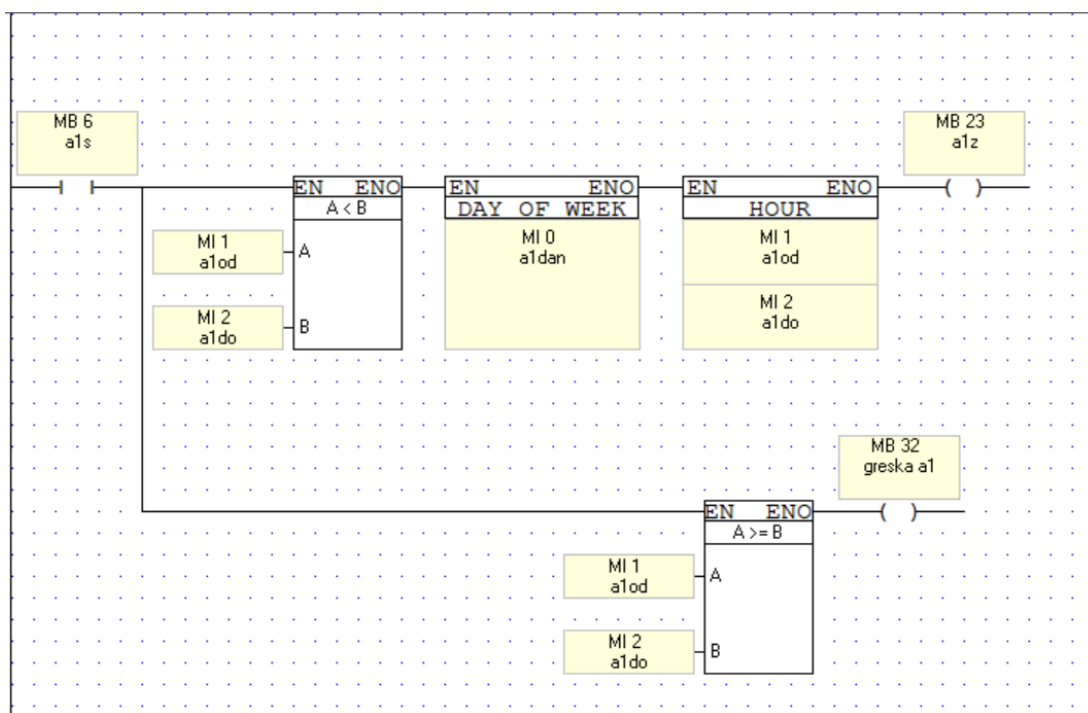 MB 6
a1s
MB 23
a1z
EN ENO
A < B
MI 1
a1od
A
MI 2
a1do
B
EN ENO
DAY OF WEEK
MI 0
a1dan
EN ENO
HOUR
MI 1
a1od
MI 2
a1do
MB 32
greska a1
EN ENO
A >= B
MI 1
a1od
A
MI 2
a1do
B